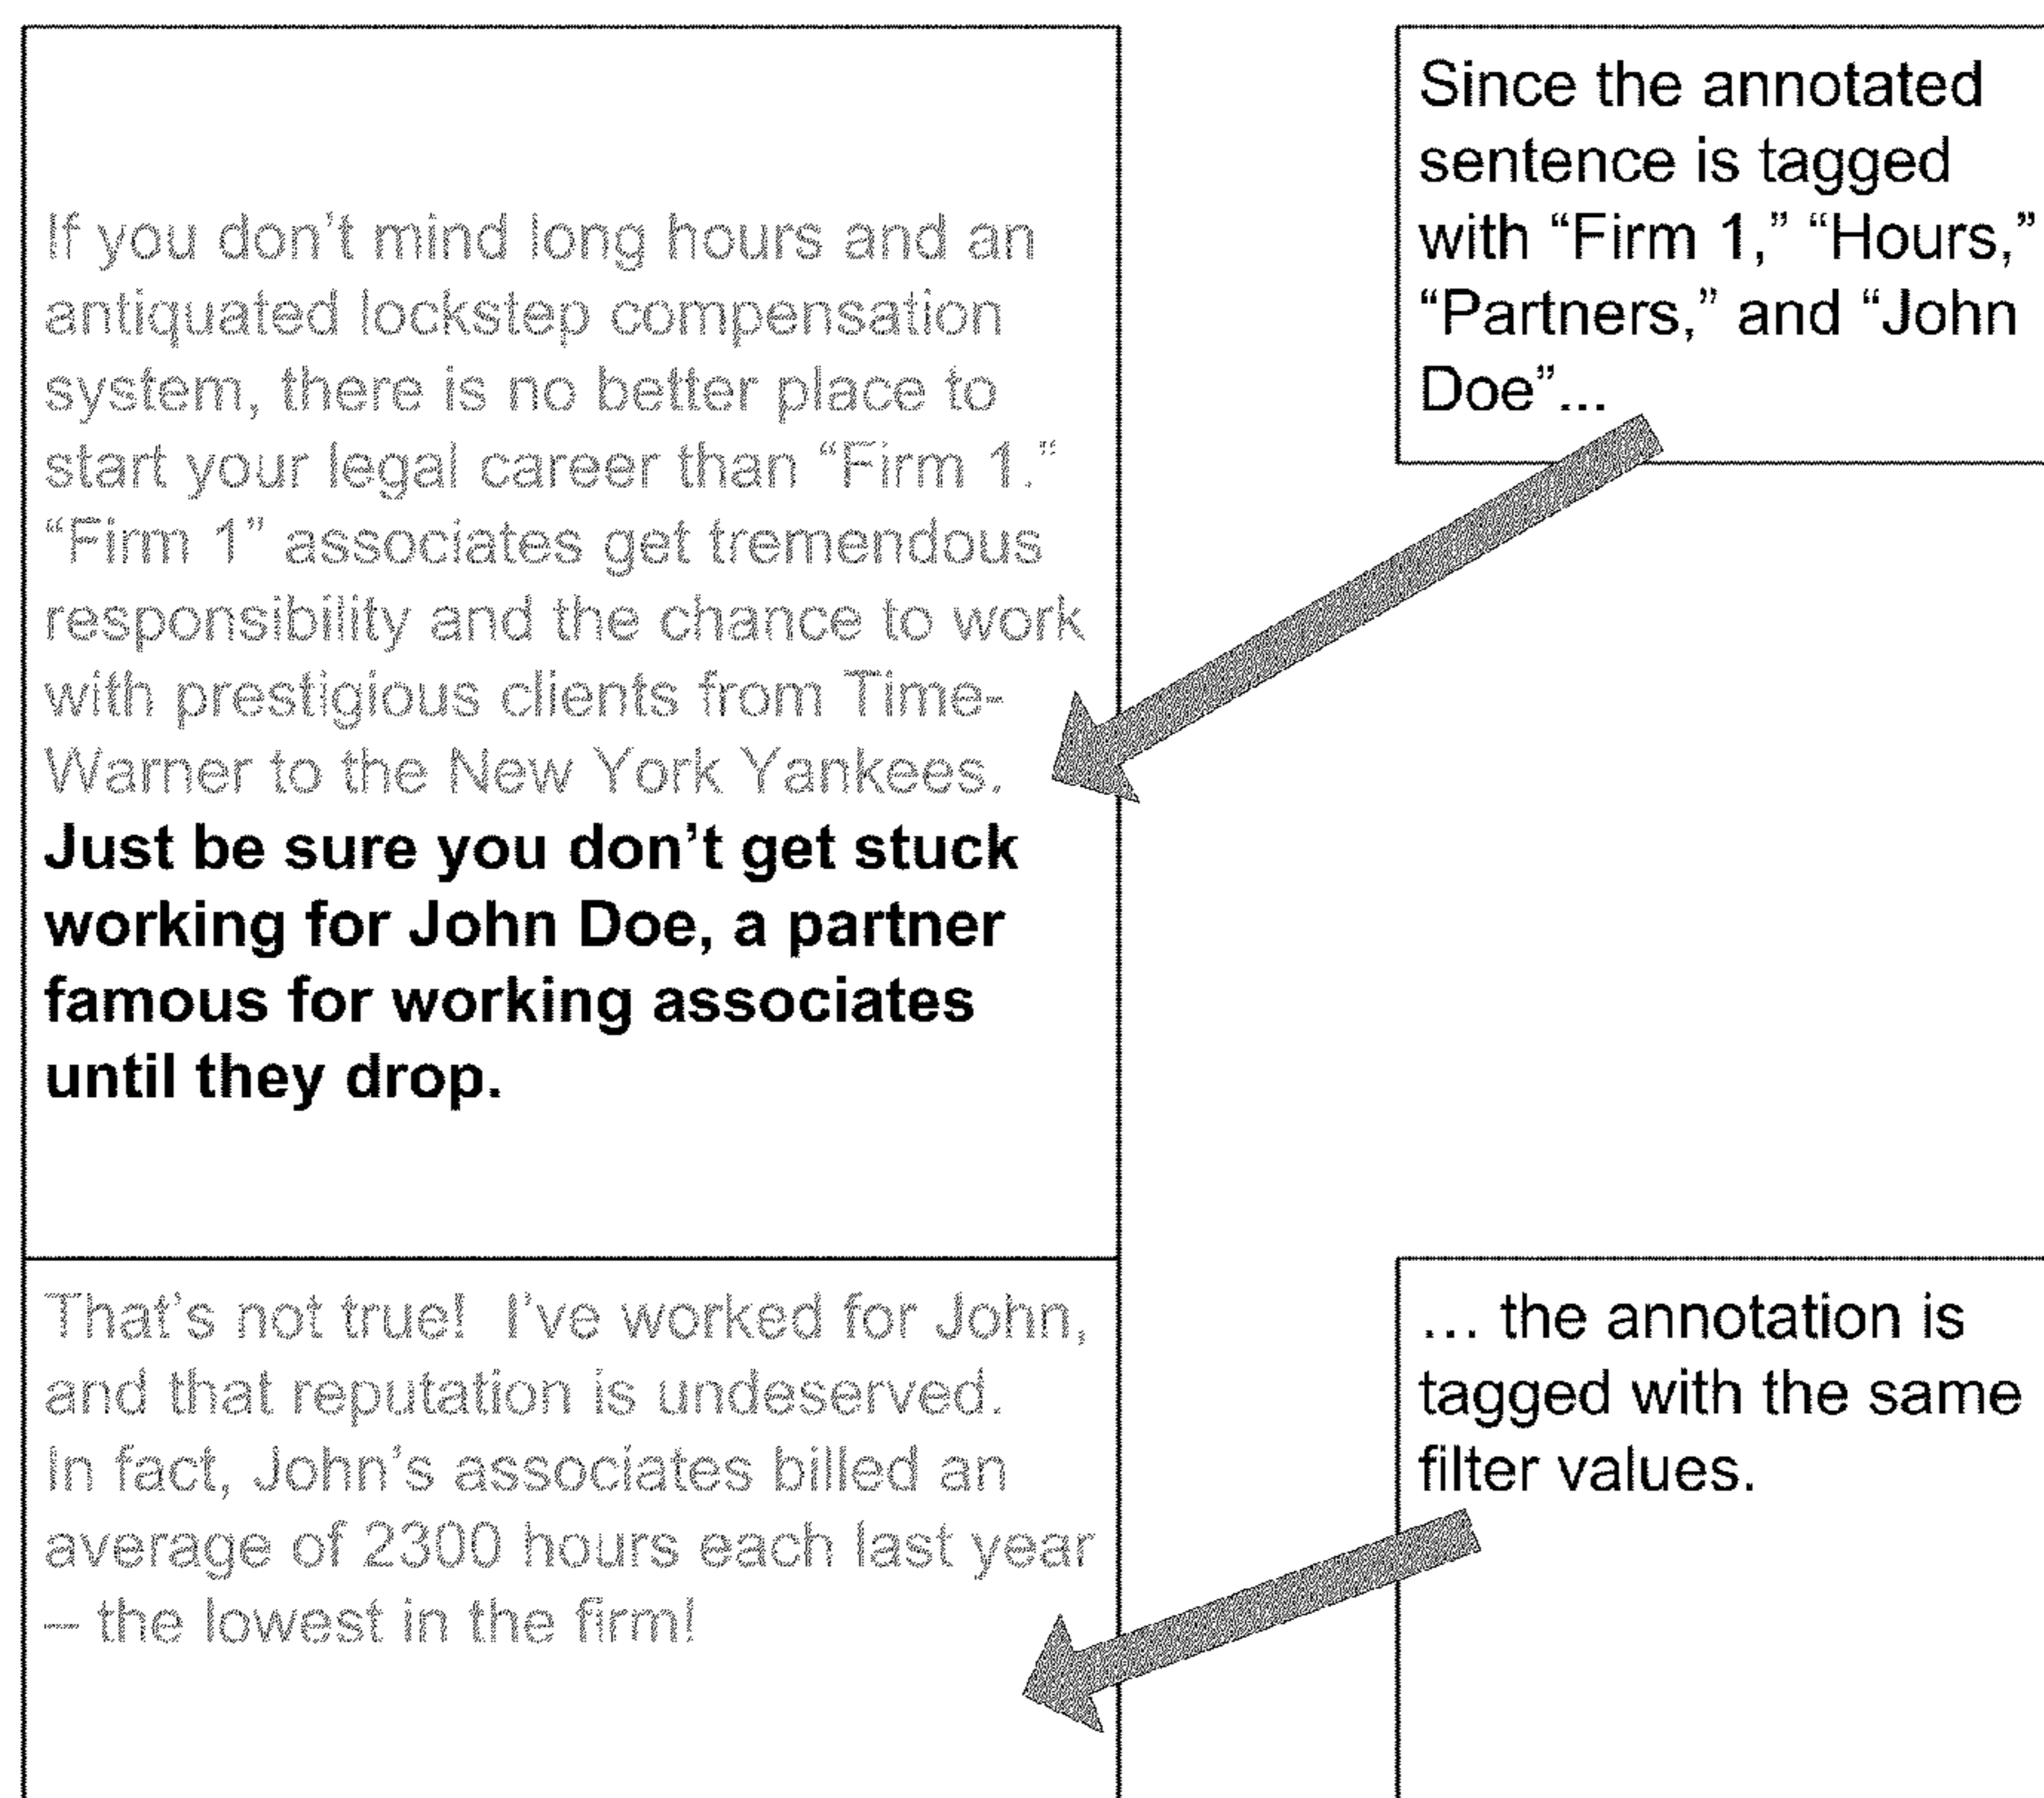 If you don't mind long hours and an
antiquated lockstep compensation
system, there is no better place to
start your legal career than “Firm 1.”
“Firm 1” associates get tremendous
responsibility and the chance to work
with prestigious clients from Time-
Warner to the New York Yankees.
Just be sure you don’t get stuck
working for John Doe, a partner
famous for working associates
until they drop.
Since the annotated
sentence is tagged
with “Firm 1,” “Hours,”
“Partners,” and “John
Doe”...
That’s not true!  I’ve worked for John,
and that reputation is undeserved.
In fact, John’s associates billed an
average of 2300 hours each last year
– the lowest in the firm!
... the annotation is
tagged with the same
filter values.